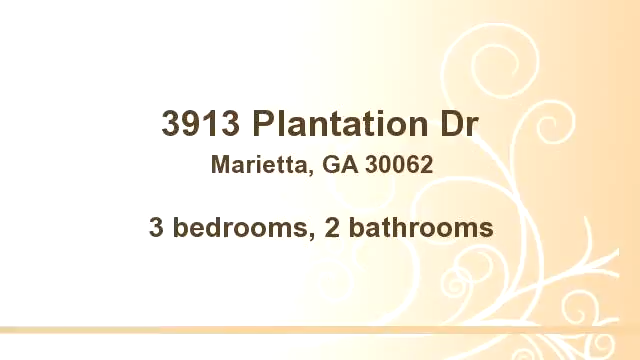 3913 Plantation Dr
Marietta, GA 30062
3 bedrooms, 2 bathrooms